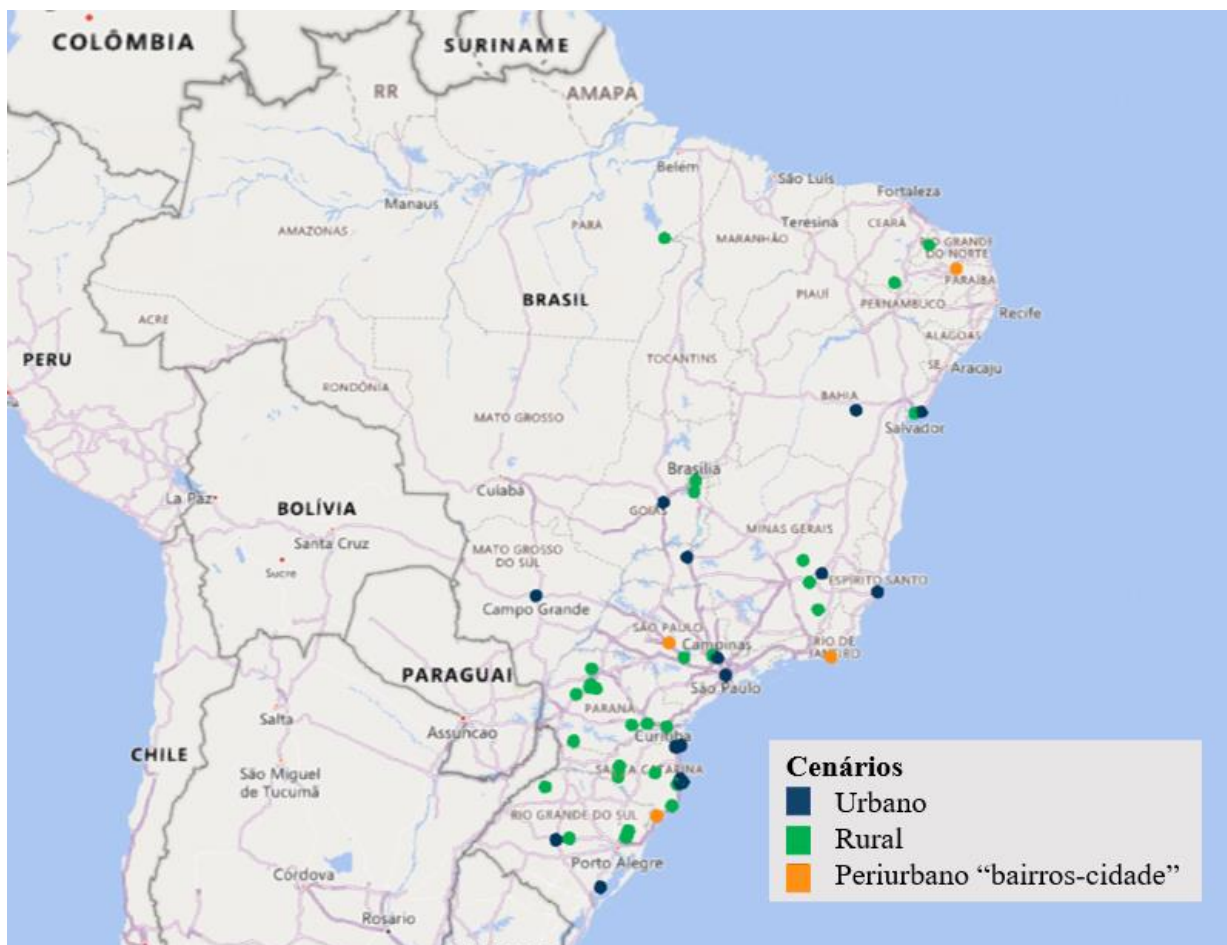 COLÔMBIA
SURINAME
RR
AMAPÁ
Belém
São Luís
Fortaleza
Manaus
Teresina
CEARÁ
AMAZONAS
PARÁ
MARANHÃO
RIO GRANDE
DO NORTE
PARAÍBA
BRASIL
PIAUÍ
PERNAMBUCO
Recife
ACRE
ALAGOAS
PERU
TOCANTINS
SE
Aracaju
RONDÔNIA
BAHIA
MATO GROSSO
Salvador
Brasília
La Paz
Cuiabá
BOLÍVIA
GOIÁS
Santa Cruz
MINAS GERAIS
MATO GROSSO
DO SUL
Sucre
ESPÍRITO SANTO
Campo Grande
SÃO PAULO
Campinas
RIO DE
JANEIRO
PARAGUAI
São Paulo
PARANÁ
Salta
Assuncao
Curitiba
CHILE
São Miguel
de Tucumã
SANTA CATARINA
RIO GRANDE DO SUL
Porto Alegre
Córdova
Rosario
Cenários
Urbano
Rural
Periurbano “bairros-cidade”